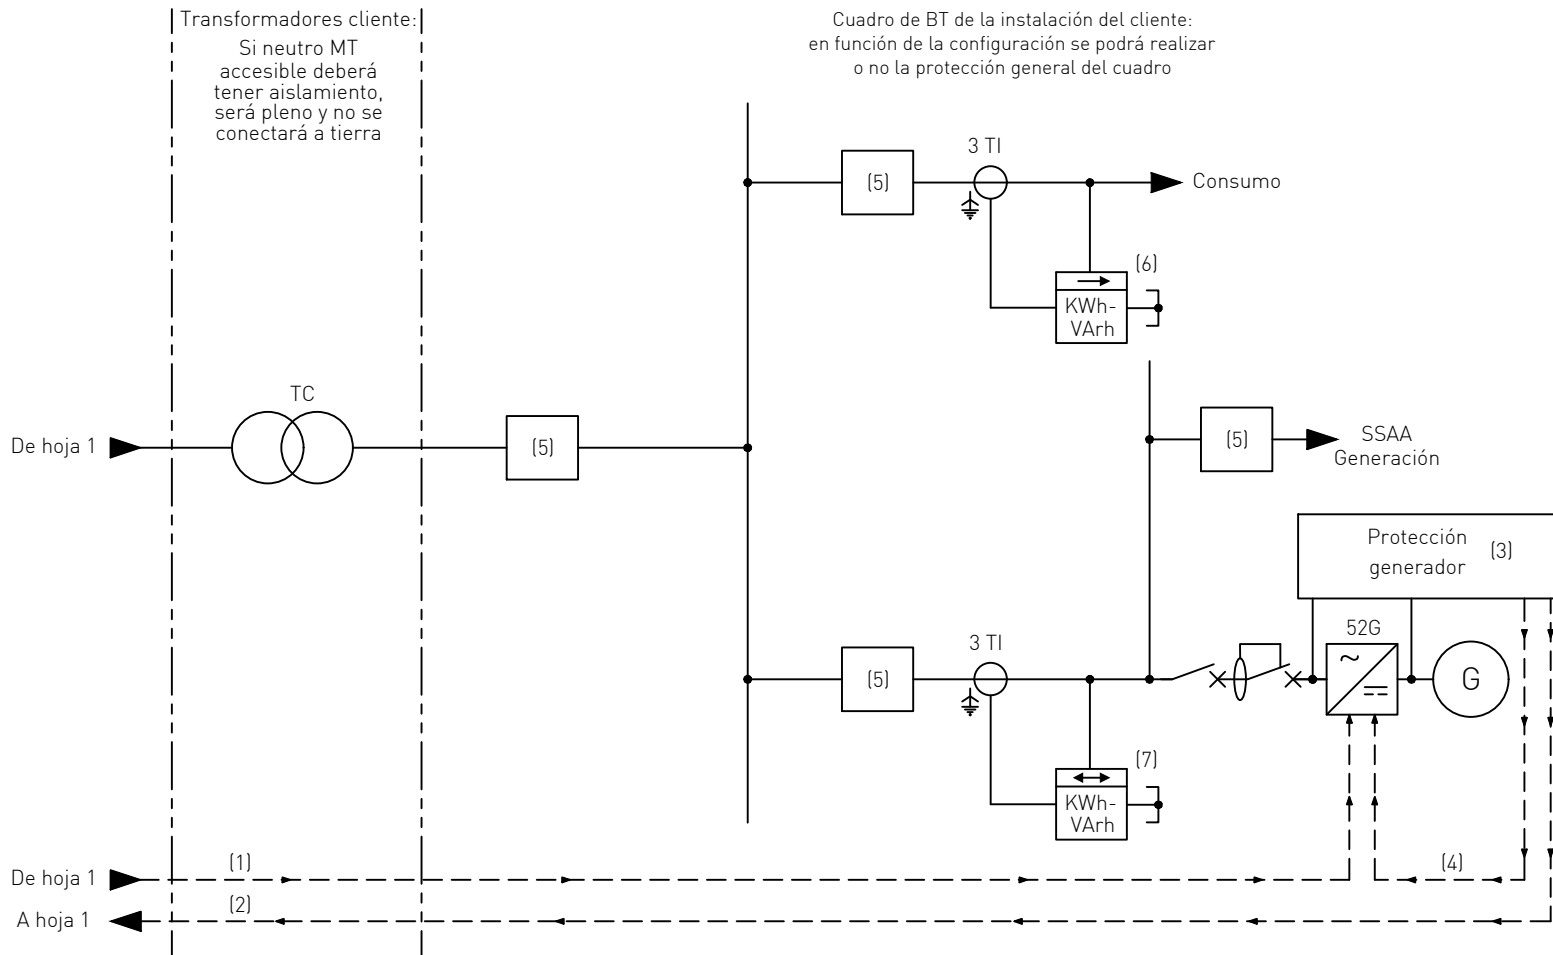 Transformadores cliente:
Si neutro MT
accesible deberá
tener aislamiento,
será pleno y no se
conectará a tierra
Cuadro de BT de la instalación del cliente:
en función de la configuración se podrá realizar
o no la protección general del cuadro
3 TI
(5)
Consumo
(6)
KWh-
VArh
TC
De hoja 1
(5)
(5)
SSAA
Generación
Protección
generador
(3)
52G
3 TI
(5)
~
G
(7)
KWh-
VArh
De hoja 1
(1)
(4)
A hoja 1
(2)